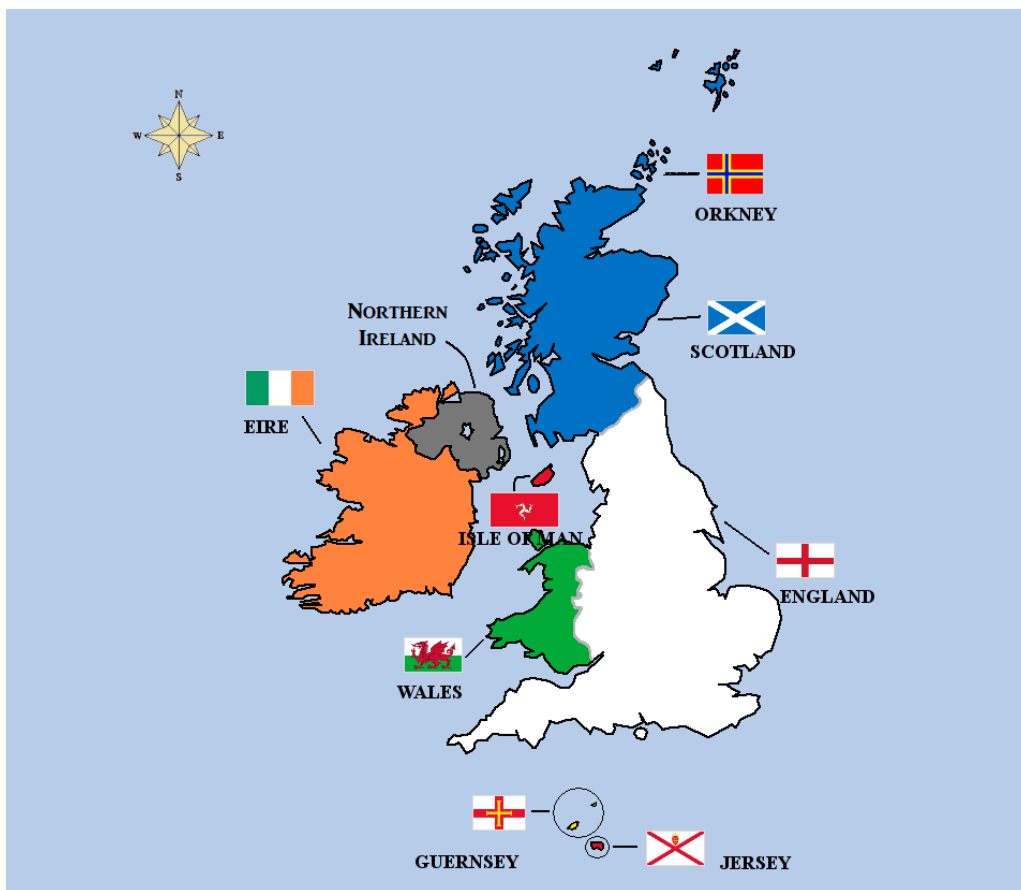 N
W E
S
ORKNEY
NORTHERN
IRELAND
SCOTLAND
EIRE
ISLE OF MAN
ENGLAND
WALES
GUERNSEY
JERSEY